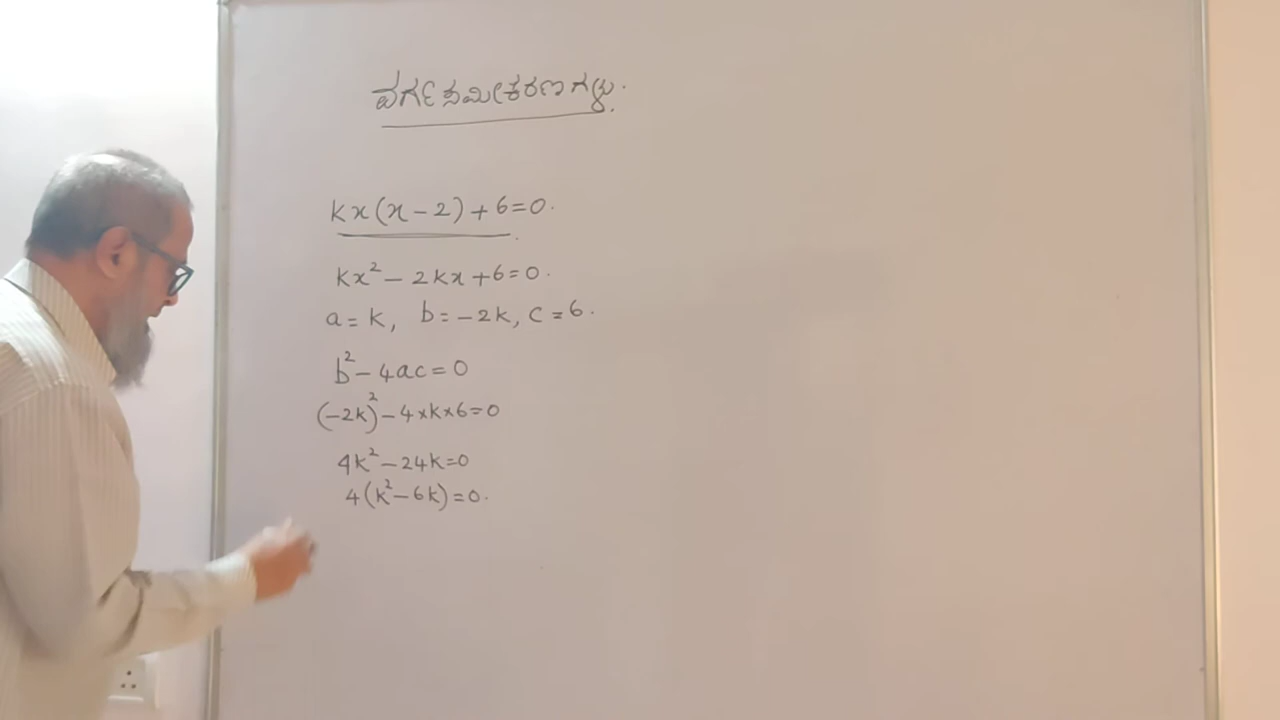 ವರ್ಗ ಸಮೀಕರಣಗಳು.
kx(x-2)+6=0.
kx²-2kx+6=0.
a=k, b=-2k, c=6.
b²-4ac=0
(-2k)²-4×k×6=0
4k²-24k=0
4(k²-6k)=0.